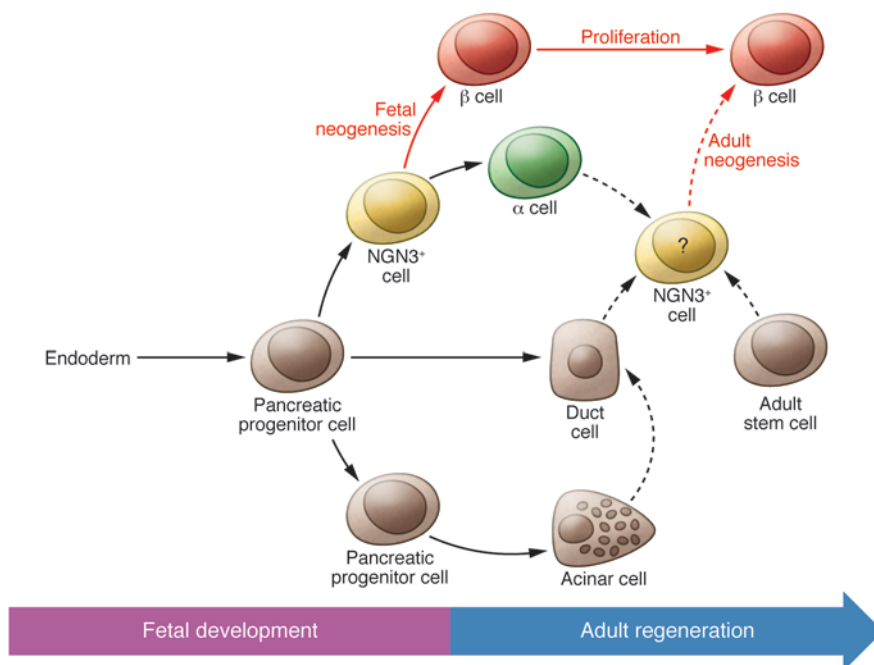 Proliferation
β cell
β cell
Fetal
neogenesis
Adult
neogenesis
α cell
?
NGN3⁺
cell
NGN3⁺
cell
Endoderm
Pancreatic
progenitor cell
Duct
cell
Adult
stem cell
Pancreatic
progenitor cell
Acinar cell
Fetal development
Adult regeneration